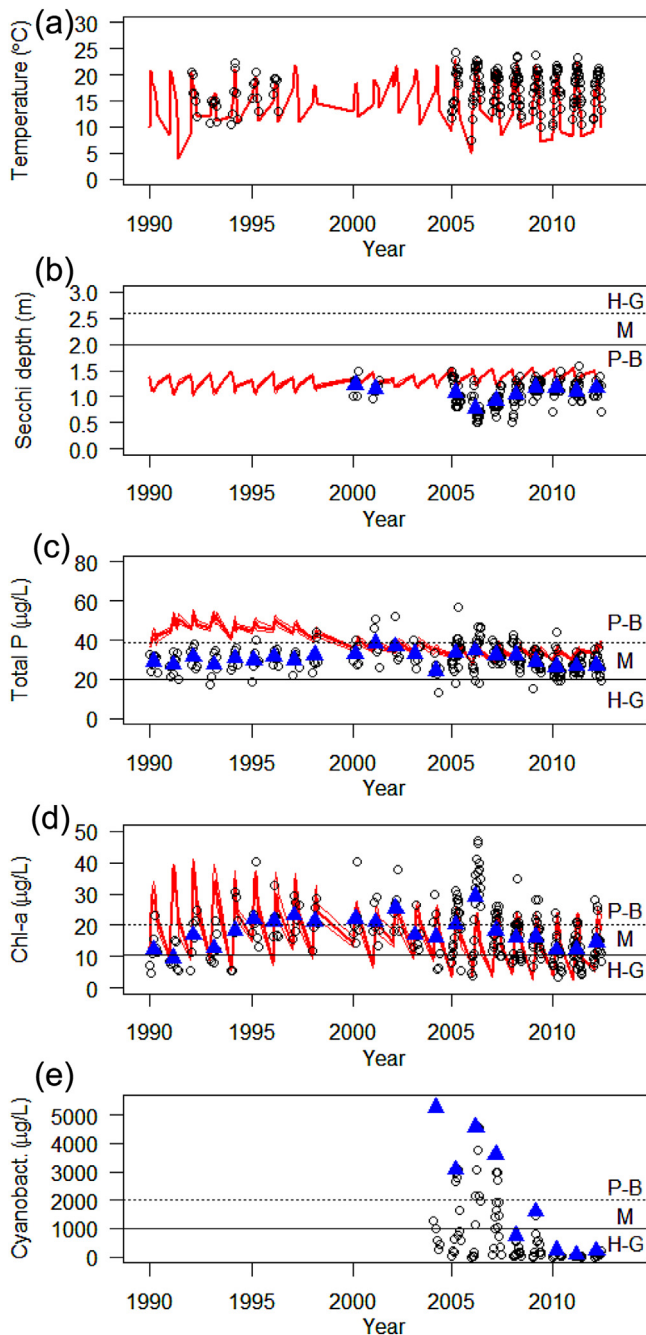 (a)
Temperature (ºC)
30
25
20
15
10
5
0
1990 1995 2000 2005 2010
Year
(b)
Secchi depth (m)
3.0
2.5
2.0
1.5
1.0
0.5
0.0
H-G
M
P-B
1990 1995 2000 2005 2010
Year
(c)
Total P (µg/L)
80
60
40
20
0
P-B
M
H-G
1990 1995 2000 2005 2010
Year
(d)
Chl-a (µg/L)
50
40
30
20
10
0
P-B
M
H-G
1990 1995 2000 2005 2010
Year
(e)
Cyanobact. (µg/L)
5000
4000
3000
2000
1000
0
P-B
M
H-G
1990 1995 2000 2005 2010
Year